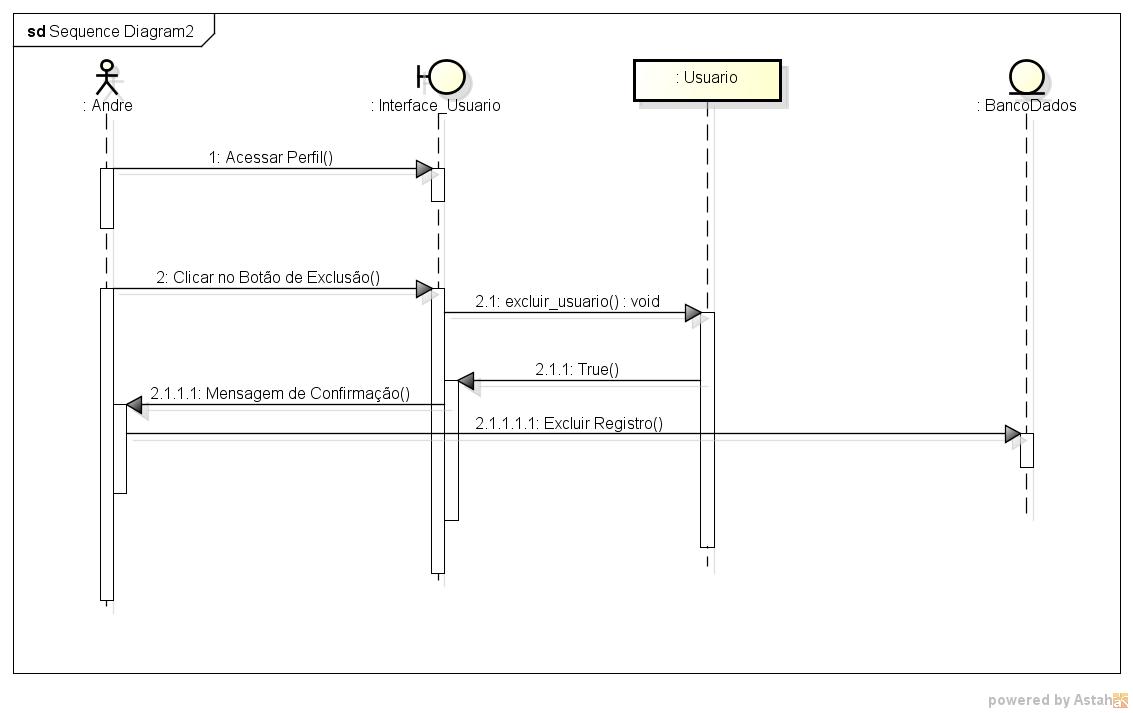 sd Sequence Diagram2
: Andre
: Interface_Usuario
: Usuario
: BancoDados
1: Acessar Perfil()
2: Clicar no Botão de Exclusão()
2.1: excluir_usuario() : void
2.1.1: True()
2.1.1.1: Mensagem de Confirmação()
2.1.1.1.1: Excluir Registro()
powered by Astah